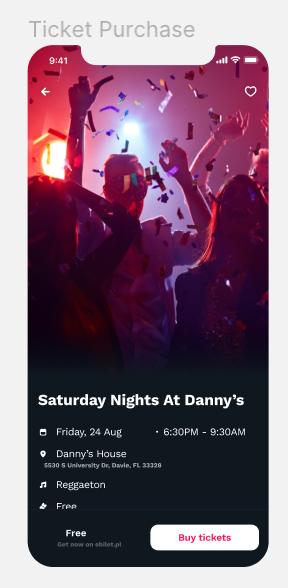 Ticket Purchase
9:41
Saturday Nights At Danny’s
Friday, 24 Aug • 6:30PM - 9:30AM
Danny’s House
5530 S University Dr, Davie, FL 33328
Reggaeton
Free
Free
Get now on ebilet.pl
Buy tickets